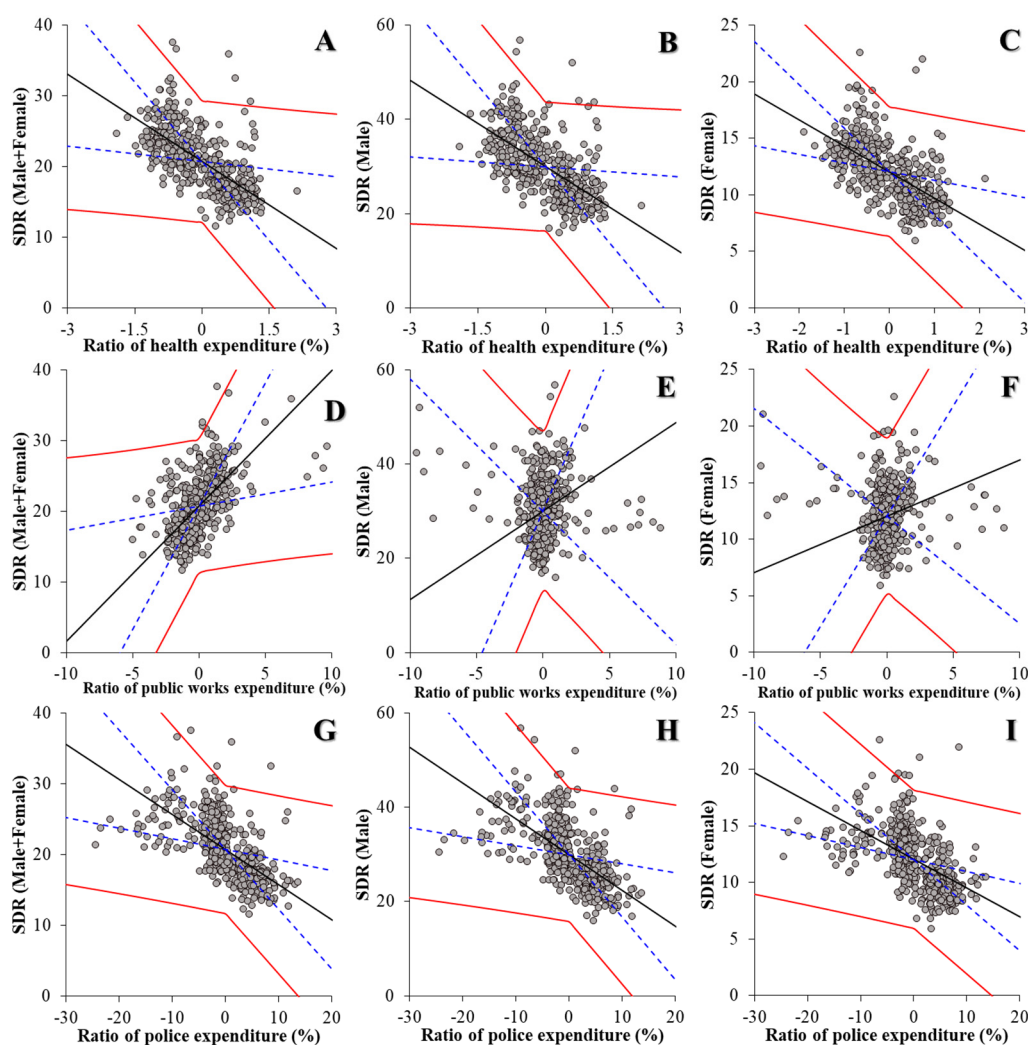 A
SDR (Male+Female)
40
30
20
10
0
-3 -1.5 0 1.5 3
Ratio of health expenditure (%)
B
SDR (Male)
60
40
20
0
-3 -1.5 0 1.5 3
Ratio of health expenditure (%)
C
SDR (Female)
25
20
15
10
5
0
-3 -2 -1 0 1 2 3
Ratio of health expenditure (%)
D
SDR (Male+Female)
40
30
20
10
0
-10 -5 0 5 10
Ratio of public works expenditure (%)
E
SDR (Male)
60
40
20
0
-10 -5 0 5 10
Ratio of public works expenditure (%)
F
SDR (Female)
25
20
15
10
5
0
-10 -5 0 5 10
Ratio of public works expenditure (%)
G
SDR (Male+Female)
40
30
20
10
0
-30 -20 -10 0 10 20
Ratio of police expenditure (%)
H
SDR (Male)
60
40
20
0
-30 -20 -10 0 10 20
Ratio of police expenditure (%)
I
SDR (Female)
25
20
15
10
5
0
-30 -20 -10 0 10 20
Ratio of police expenditure (%)